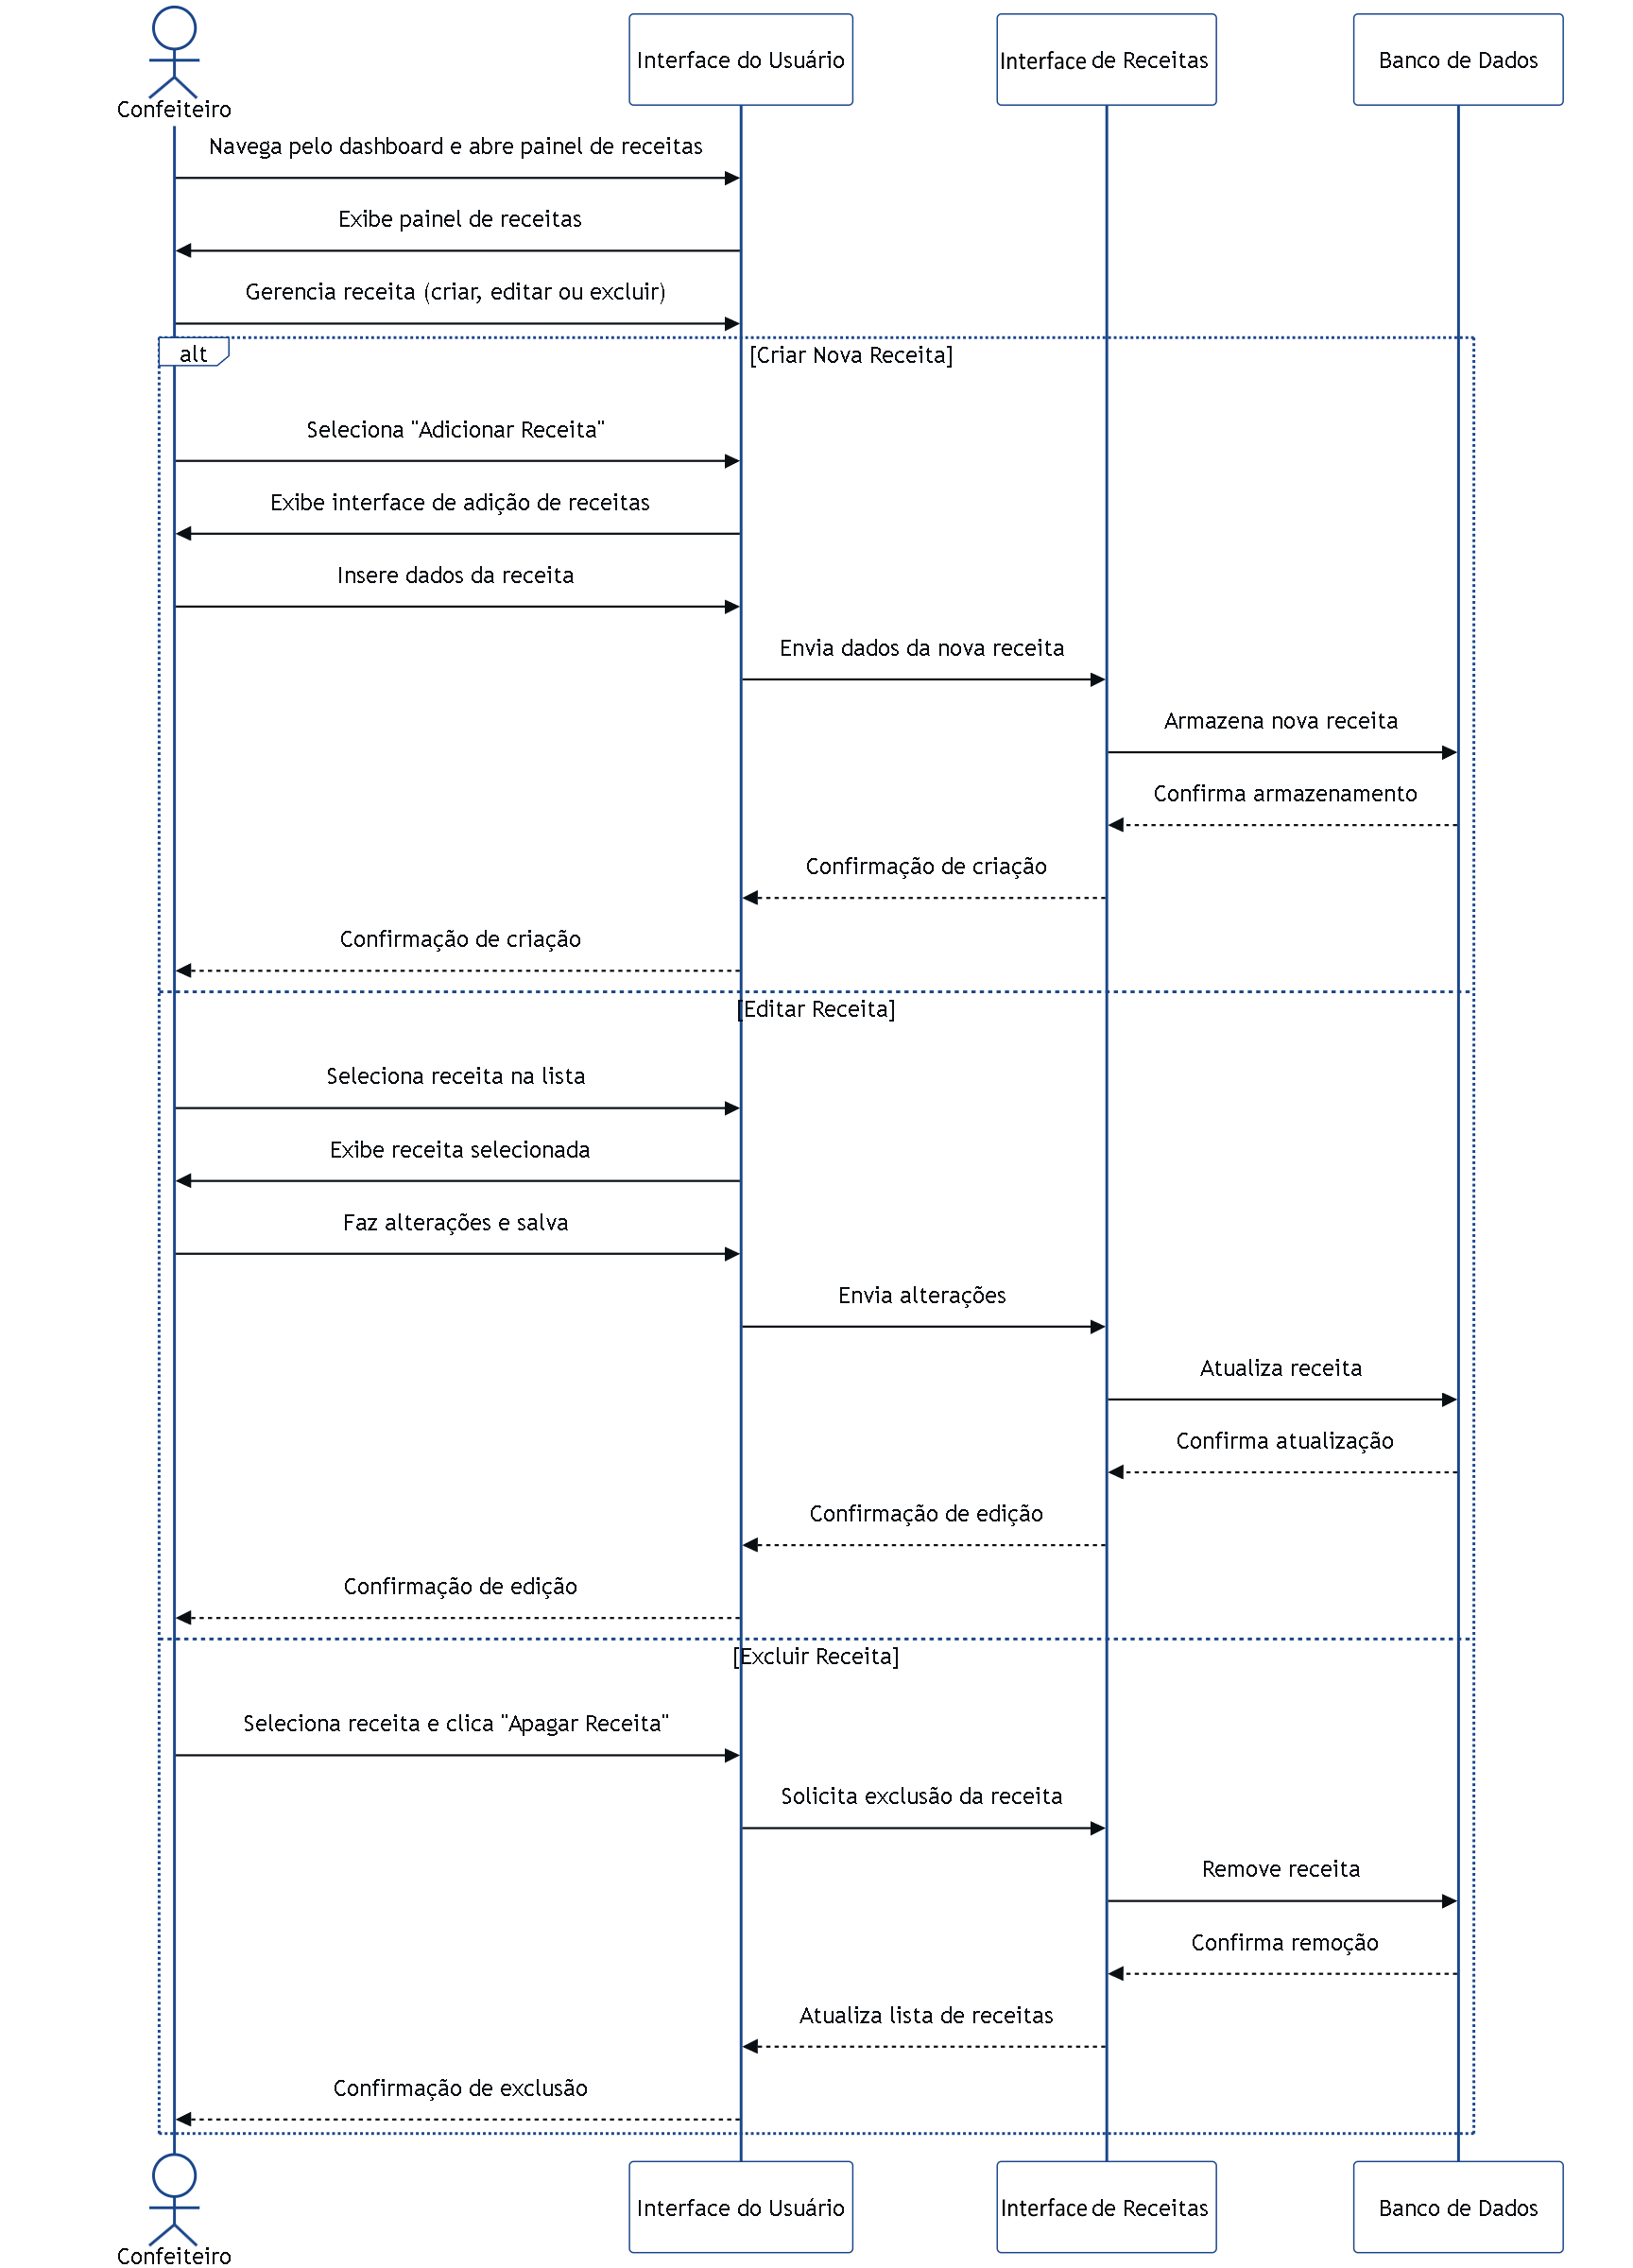 Confeiteiro
Interface do Usuário
Interface de Receitas
Banco de Dados
Navega pelo dashboard e abre painel de receitas
Exibe painel de receitas
Gerencia receita (criar, editar ou excluir)
alt
[Criar Nova Receita]
Seleciona "Adicionar Receita"
Exibe interface de adição de receitas
Insere dados da receita
Envia dados da nova receita
Armazena nova receita
Confirma armazenamento
Confirmação de criação
Confirmação de criação
[Editar Receita]
Seleciona receita na lista
Exibe receita selecionada
Faz alterações e salva
Envia alterações
Atualiza receita
Confirma atualização
Confirmação de edição
Confirmação de edição
[Excluir Receita]
Seleciona receita e clica "Apagar Receita"
Solicita exclusão da receita
Remove receita
Confirma remoção
Atualiza lista de receitas
Confirmação de exclusão
Confeiteiro
Interface do Usuário
Interface de Receitas
Banco de Dados